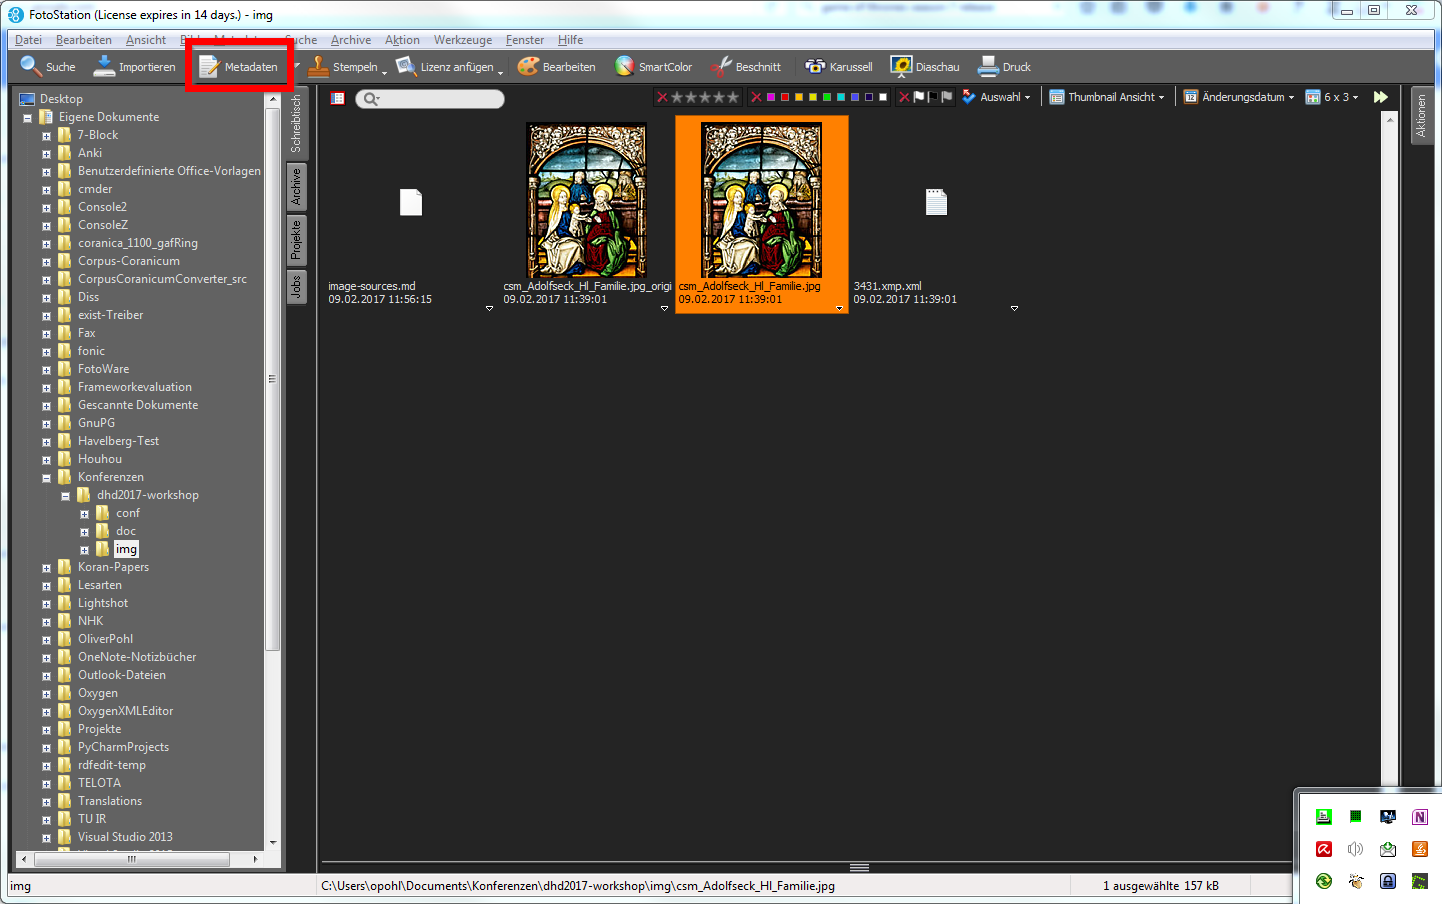 FotoStation (License expires in 14 days.) - img
Datei Bearbeiten Ansicht Suche Archive Aktion Werkzeuge Fenster Hilfe
Suche Importieren Metadaten Stempeln Lizenz anfügen Bearbeiten SmartColor Beschnitt Karussell Diaschau Druck
Auswahl Thumbnail Ansicht 12 Änderungsdatum 6 x 3
Desktop
Eigene Dokumente
7-Block
Anki
Benutzerdefinierte Office-Vorlagen
cmder
Console2
ConsoleZ
coranica_1100_gafRing
Corpus-Coranicum
CorpusCoranicumConverter_src
Diss
exist-Treiber
Fax
fonic
FotoWare
Frameworkevaluation
Gescannte Dokumente
GnuPG
Havelberg-Test
Houhou
Konferenzen
dhd2017-workshop
conf
doc
img
Koran-Papers
Lesarten
Lightshot
NHK
OliverPohl
OneNote-Notizbücher
Outlook-Dateien
Oxygen
OxygenXMLEditor
Projekte
PyCharmProjects
rdfedit-temp
TELOTA
Translations
TU IR
Visual Studio 2013
Schreibtisch
Archive
Projekte
Jobs
image-sources.md
09.02.2017 11:56:15
csm_Adolfseck_Hl_Familie.jpg_origi
09.02.2017 11:39:01
csm_Adolfseck_Hl_Familie.jpg
09.02.2017 11:39:01
3431.xmp.xml
09.02.2017 11:39:01
Aktionen
img
C:\Users\opohl\Documents\Konferenzen\dhd2017-workshop\img\csm_Adolfseck_Hl_Familie.jpg
1 ausgewählte 157 kB
N